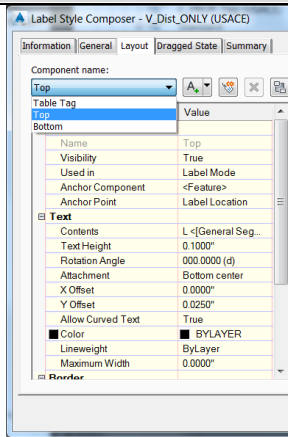 Label Style Composer - V_Dist_ONLY (USACE)
Information General Layout Dragged State Summary
Component name:
Top
Table Tag
Top
Bottom
Value
Name Top
Visibility True
Used in Label Mode
Anchor Component <Feature>
Anchor Point Label Location
Text
Contents L <[General Seg...
Text Height 0.1000"
Rotation Angle 000.0000 (d)
Attachment Bottom center
X Offset 0.0000"
Y Offset 0.0250"
Allow Curved Text True
Color BYLAYER
Lineweight ByLayer
Maximum Width 0.0000"
Border